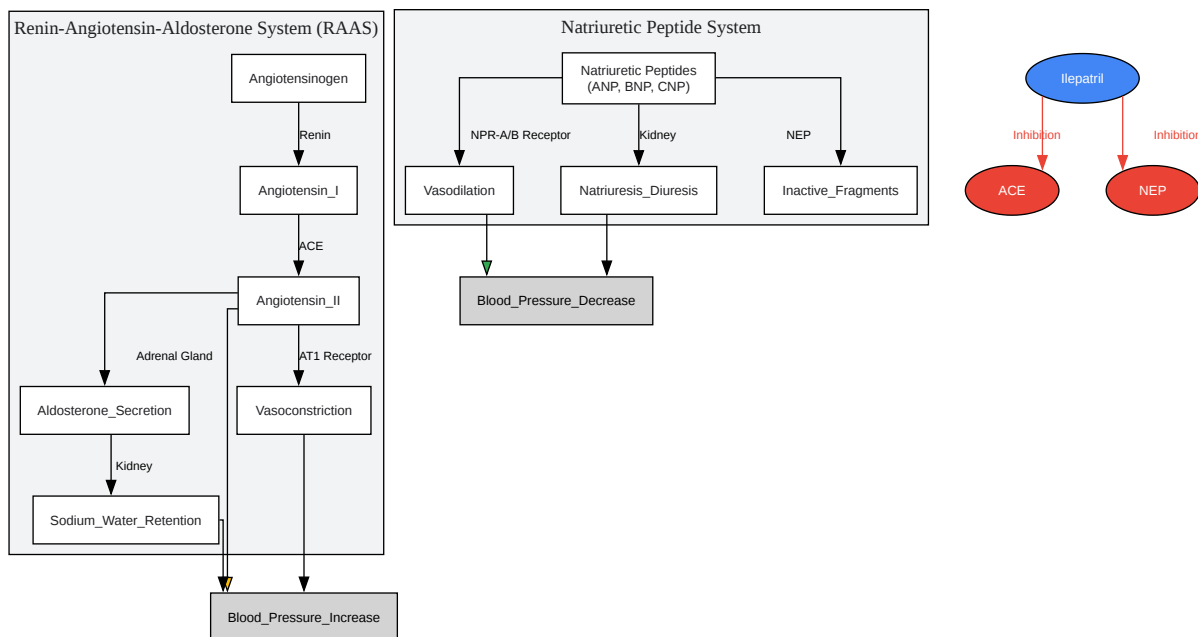 Renin-Angiotensin-Aldosterone System (RAAS)
Angiotensinogen
Renin
Angiotensin_I
ACE
Angiotensin_II
Adrenal Gland
AT1 Receptor
Aldosterone_Secretion
Vasoconstriction
Kidney
Sodium_Water_Retention
Blood_Pressure_Increase
Natriuretic Peptide System
Natriuretic Peptides
(ANP, BNP, CNP)
NPR-A/B Receptor
Kidney
NEP
Vasodilation
Natriuresis_Diuresis
Inactive_Fragments
Blood_Pressure_Decrease
Ilepatril
Inhibition
Inhibition
ACE
NEP